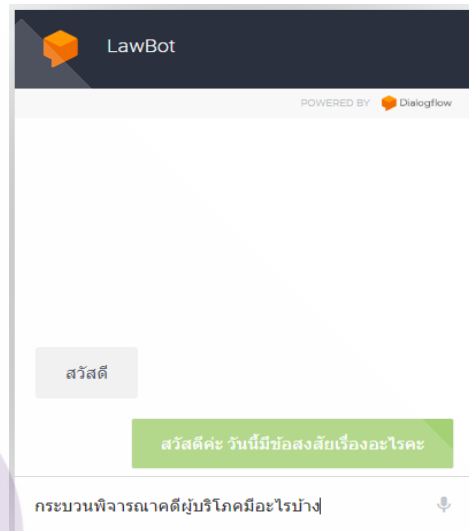 LawBot
POWERED BY Dialogflow
สวัสดี
สวัสดีค่ะ วันนี้มีข้อสงสัยเรื่องอะไรคะ
กระบวนพิจารณาคดีผู้บริโภคมีอะไรบ้าง